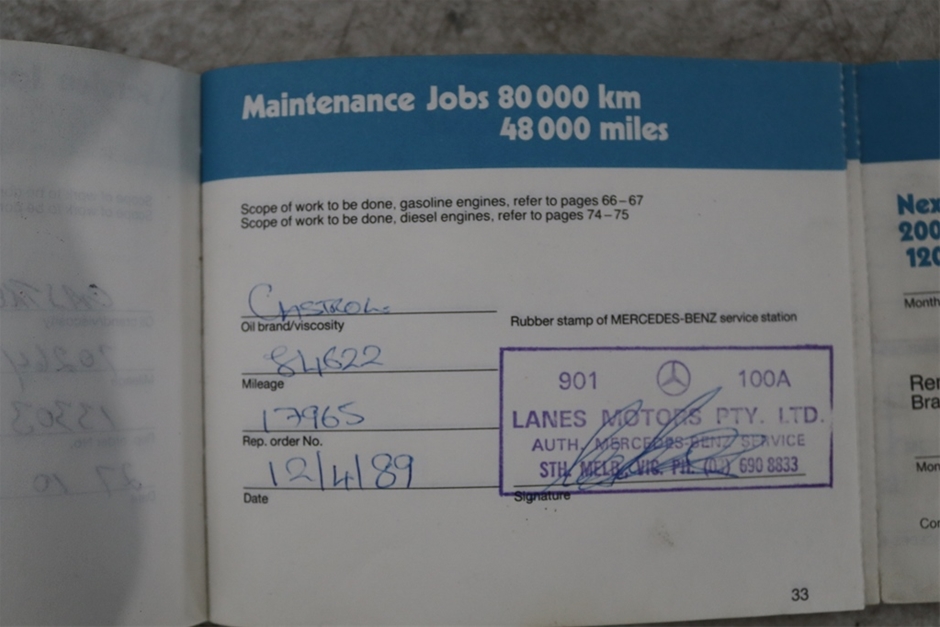 Maintenance Jobs 80 000 km
48 000 miles
Scope of work to be done, gasoline engines, refer to pages 66–67
Scope of work to be done, diesel engines, refer to pages 74–75
CASTROL
Oil brand/viscosity
84622
Mileage
17965
Rep. order No.
12/4/89
Date
Rubber stamp of MERCEDES-BENZ service station
901 100A
LANES MOTORS PTY. LTD.
AUTH. MERCEDES-BENZ SERVICE
STH. MELB. VIC. PH. (03) 690 8833
Signature
33
Nex
200
120
Month
Rer
Bra
Mon
Cor